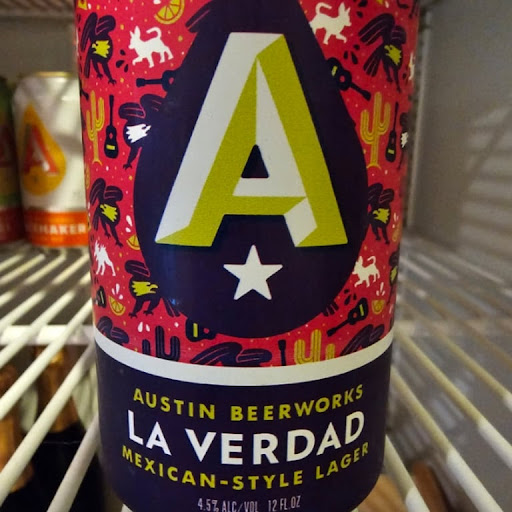 A
AUSTIN BEERWORKS
LA VERDAD
MEXICAN-STYLE LAGER
4.5% ALC/VOL 12 FL OZ
A